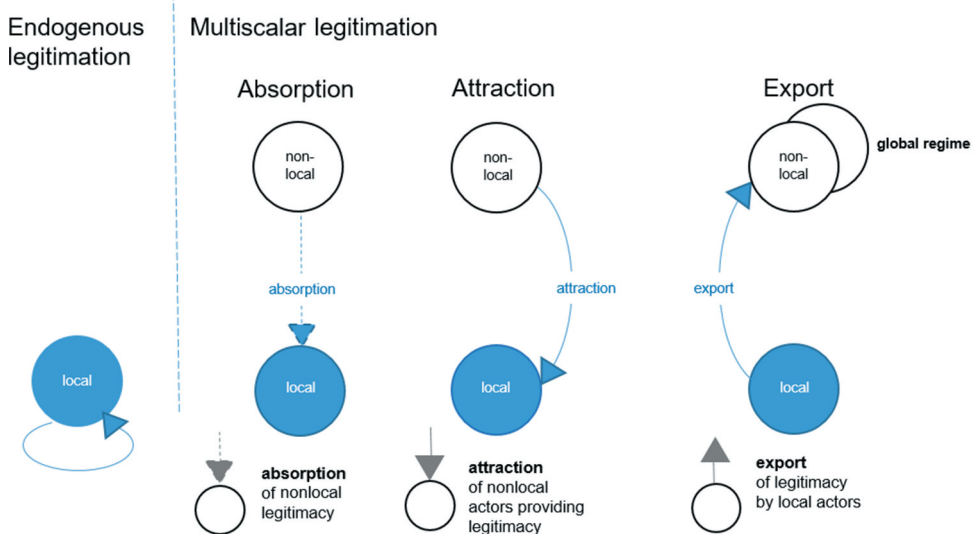 Endogenous
legitimation
Multiscalar legitimation
Absorption
Attraction
Export
non-
local
non-
local
non-
local
global regime
absorption
attraction
export
local
local
local
local
absorption
of nonlocal
legitimacy
attraction
of nonlocal
actors providing
legitimacy
export
of legitimacy
by local actors